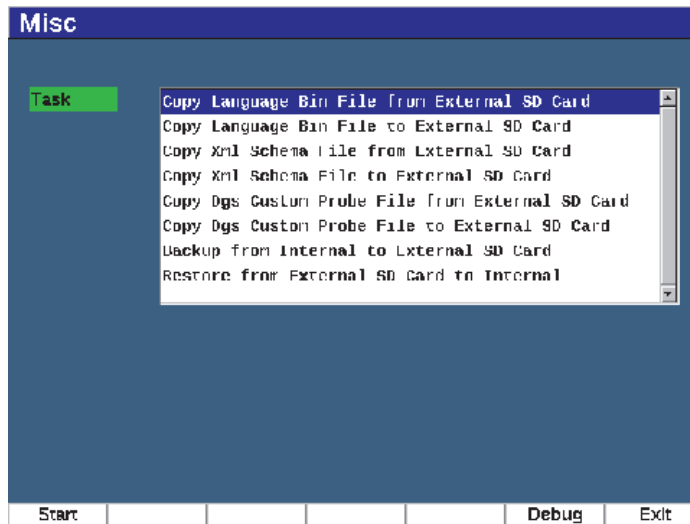 Misc
Task
Copy Language Bin File from External SD Card
Copy Language Bin File to External SD Card
Copy Xml Schema File from External SD Card
Copy Xml Schema File to External SD Card
Copy Dgs Custom Probe File from External SD Card
Copy Dgs Custom Probe File to External SD Card
Backup from Internal to External SD Card
Restore from External SD Card to Internal
Start Debug Exit